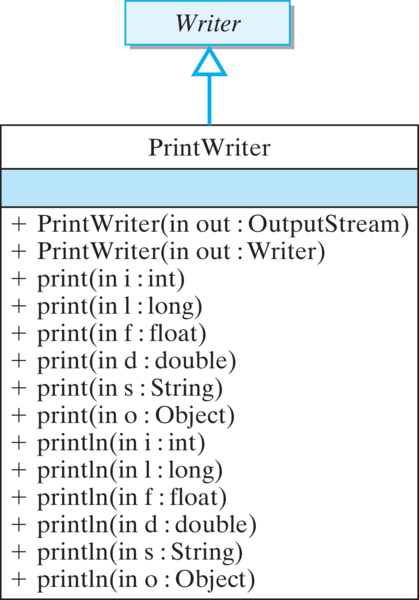 Writer
PrintWriter
+ PrintWriter(in out : OutputStream)
+ PrintWriter(in out : Writer)
+ print(in i : int)
+ print(in l : long)
+ print(in f : float)
+ print(in d : double)
+ print(in s : String)
+ print(in o : Object)
+ println(in i : int)
+ println(in l : long)
+ println(in f : float)
+ println(in d : double)
+ println(in s : String)
+ println(in o : Object)